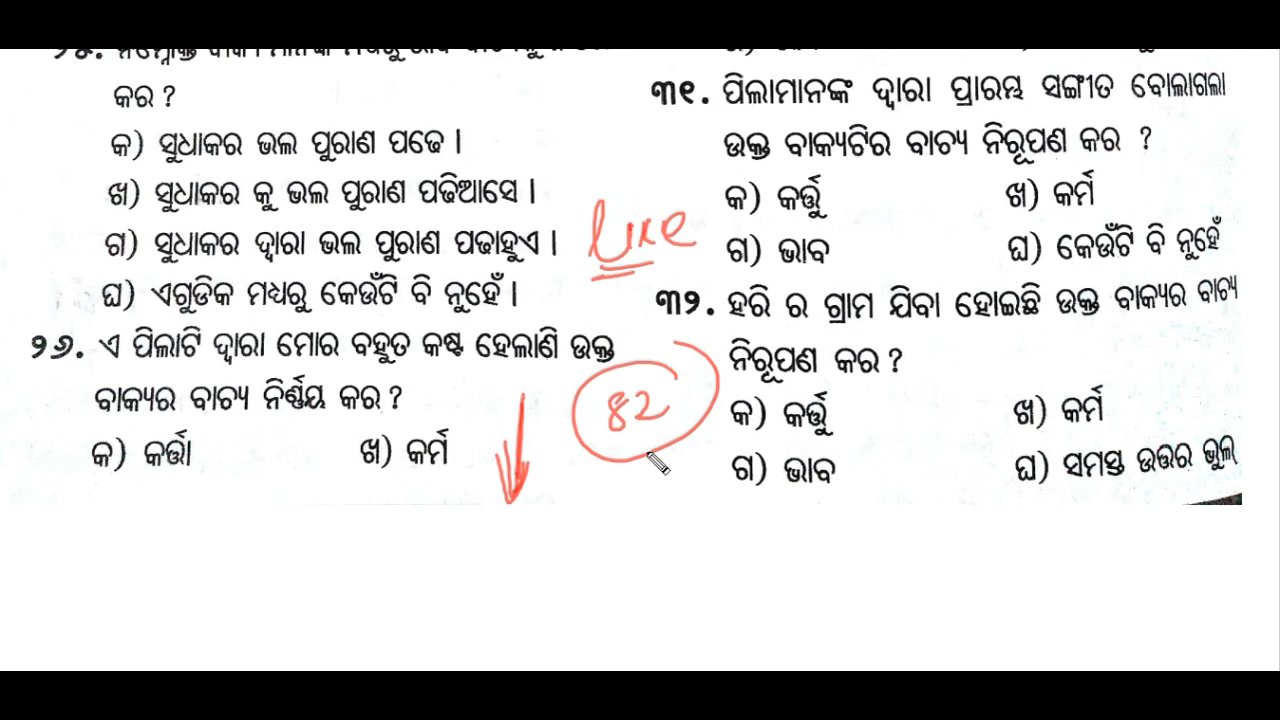 କର ?
କ) ସୁଧାକର ଭଲ ପୁରାଣ ପଢେ ।
ଖ) ସୁଧାକର କୁ ଭଲ ପୁରାଣ ପଢିଆସେ ।
ଗ) ସୁଧାକର ଦ୍ୱାରା ଭଲ ପୁରାଣ ପଢାହୁଏ ।
ଘ) ଏଗୁଡିକ ମଧ୍ୟରୁ କେଉଁଟି ବି ନୁହେଁ ।
୨୬. ଏ ପିଲାଟି ଦ୍ୱାରା ମୋର ବହୁତ କଷ୍ଟ ହେଲାଣି ଉକ୍ତ
ବାକ୍ୟର ବାଚ୍ୟ ନିର୍ଣ୍ଣୟ କର ?
କ) କର୍ତ୍ତା ଖ) କର୍ମ
୩୧. ପିଲାମାନଙ୍କ ଦ୍ୱାରା ପ୍ରାରମ୍ଭ ସଙ୍ଗୀତ ବୋଲାଗଲା
ଉକ୍ତ ବାକ୍ୟଟିର ବାଚ୍ୟ ନିରୂପଣ କର ?
କ) କର୍ତ୍ତୃ ଖ) କର୍ମ
ଗ) ଭାବ ଘ) କେଉଁଟି ବି ନୁହେଁ
୩୨. ହରି ର ଗ୍ରାମ ଯିବା ହୋଇଛି ଉକ୍ତ ବାକ୍ୟର ବାଚ୍ୟ
ନିରୂପଣ କର ?
କ) କର୍ତ୍ତୃ ଖ) କର୍ମ
ଗ) ଭାବ ଘ) ସମସ୍ତ ଉତ୍ତର ଭୁଲ୍
82